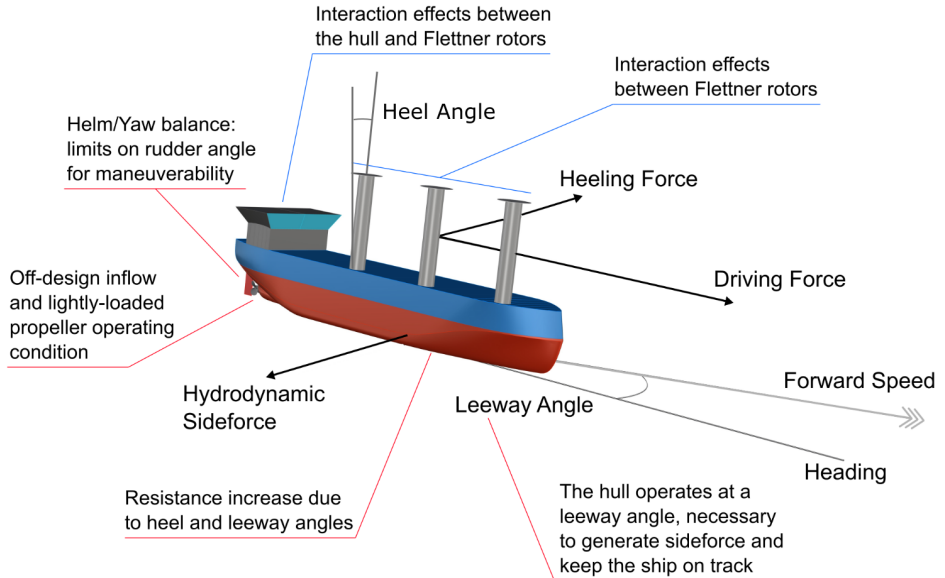 Interaction effects between
the hull and Flettner rotors
Interaction effects
between Flettner rotors
Heel Angle
Helm/Yaw balance:
limits on rudder angle
for maneuverability
Heeling Force
Off-design inflow
and lightly-loaded
propeller operating
condition
Driving Force
Hydrodynamic
Sideforce
Leeway Angle
Forward Speed
Heading
Resistance increase due
to heel and leeway angles
The hull operates at a
leeway angle, necessary
to generate sideforce and
keep the ship on track